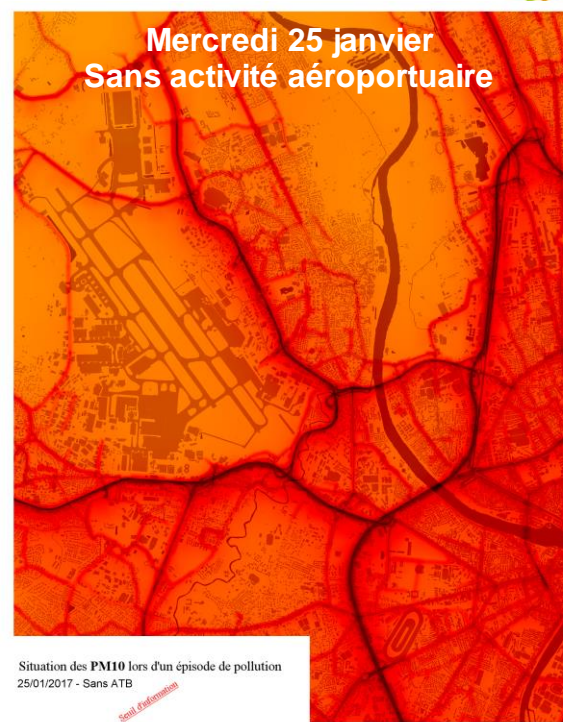 Mercredi 25 janvier
Sans activité aéroportuaire
Situation des PM10 lors d'un épisode de pollution
25/01/2017 - Sans ATB
Seuil d'information